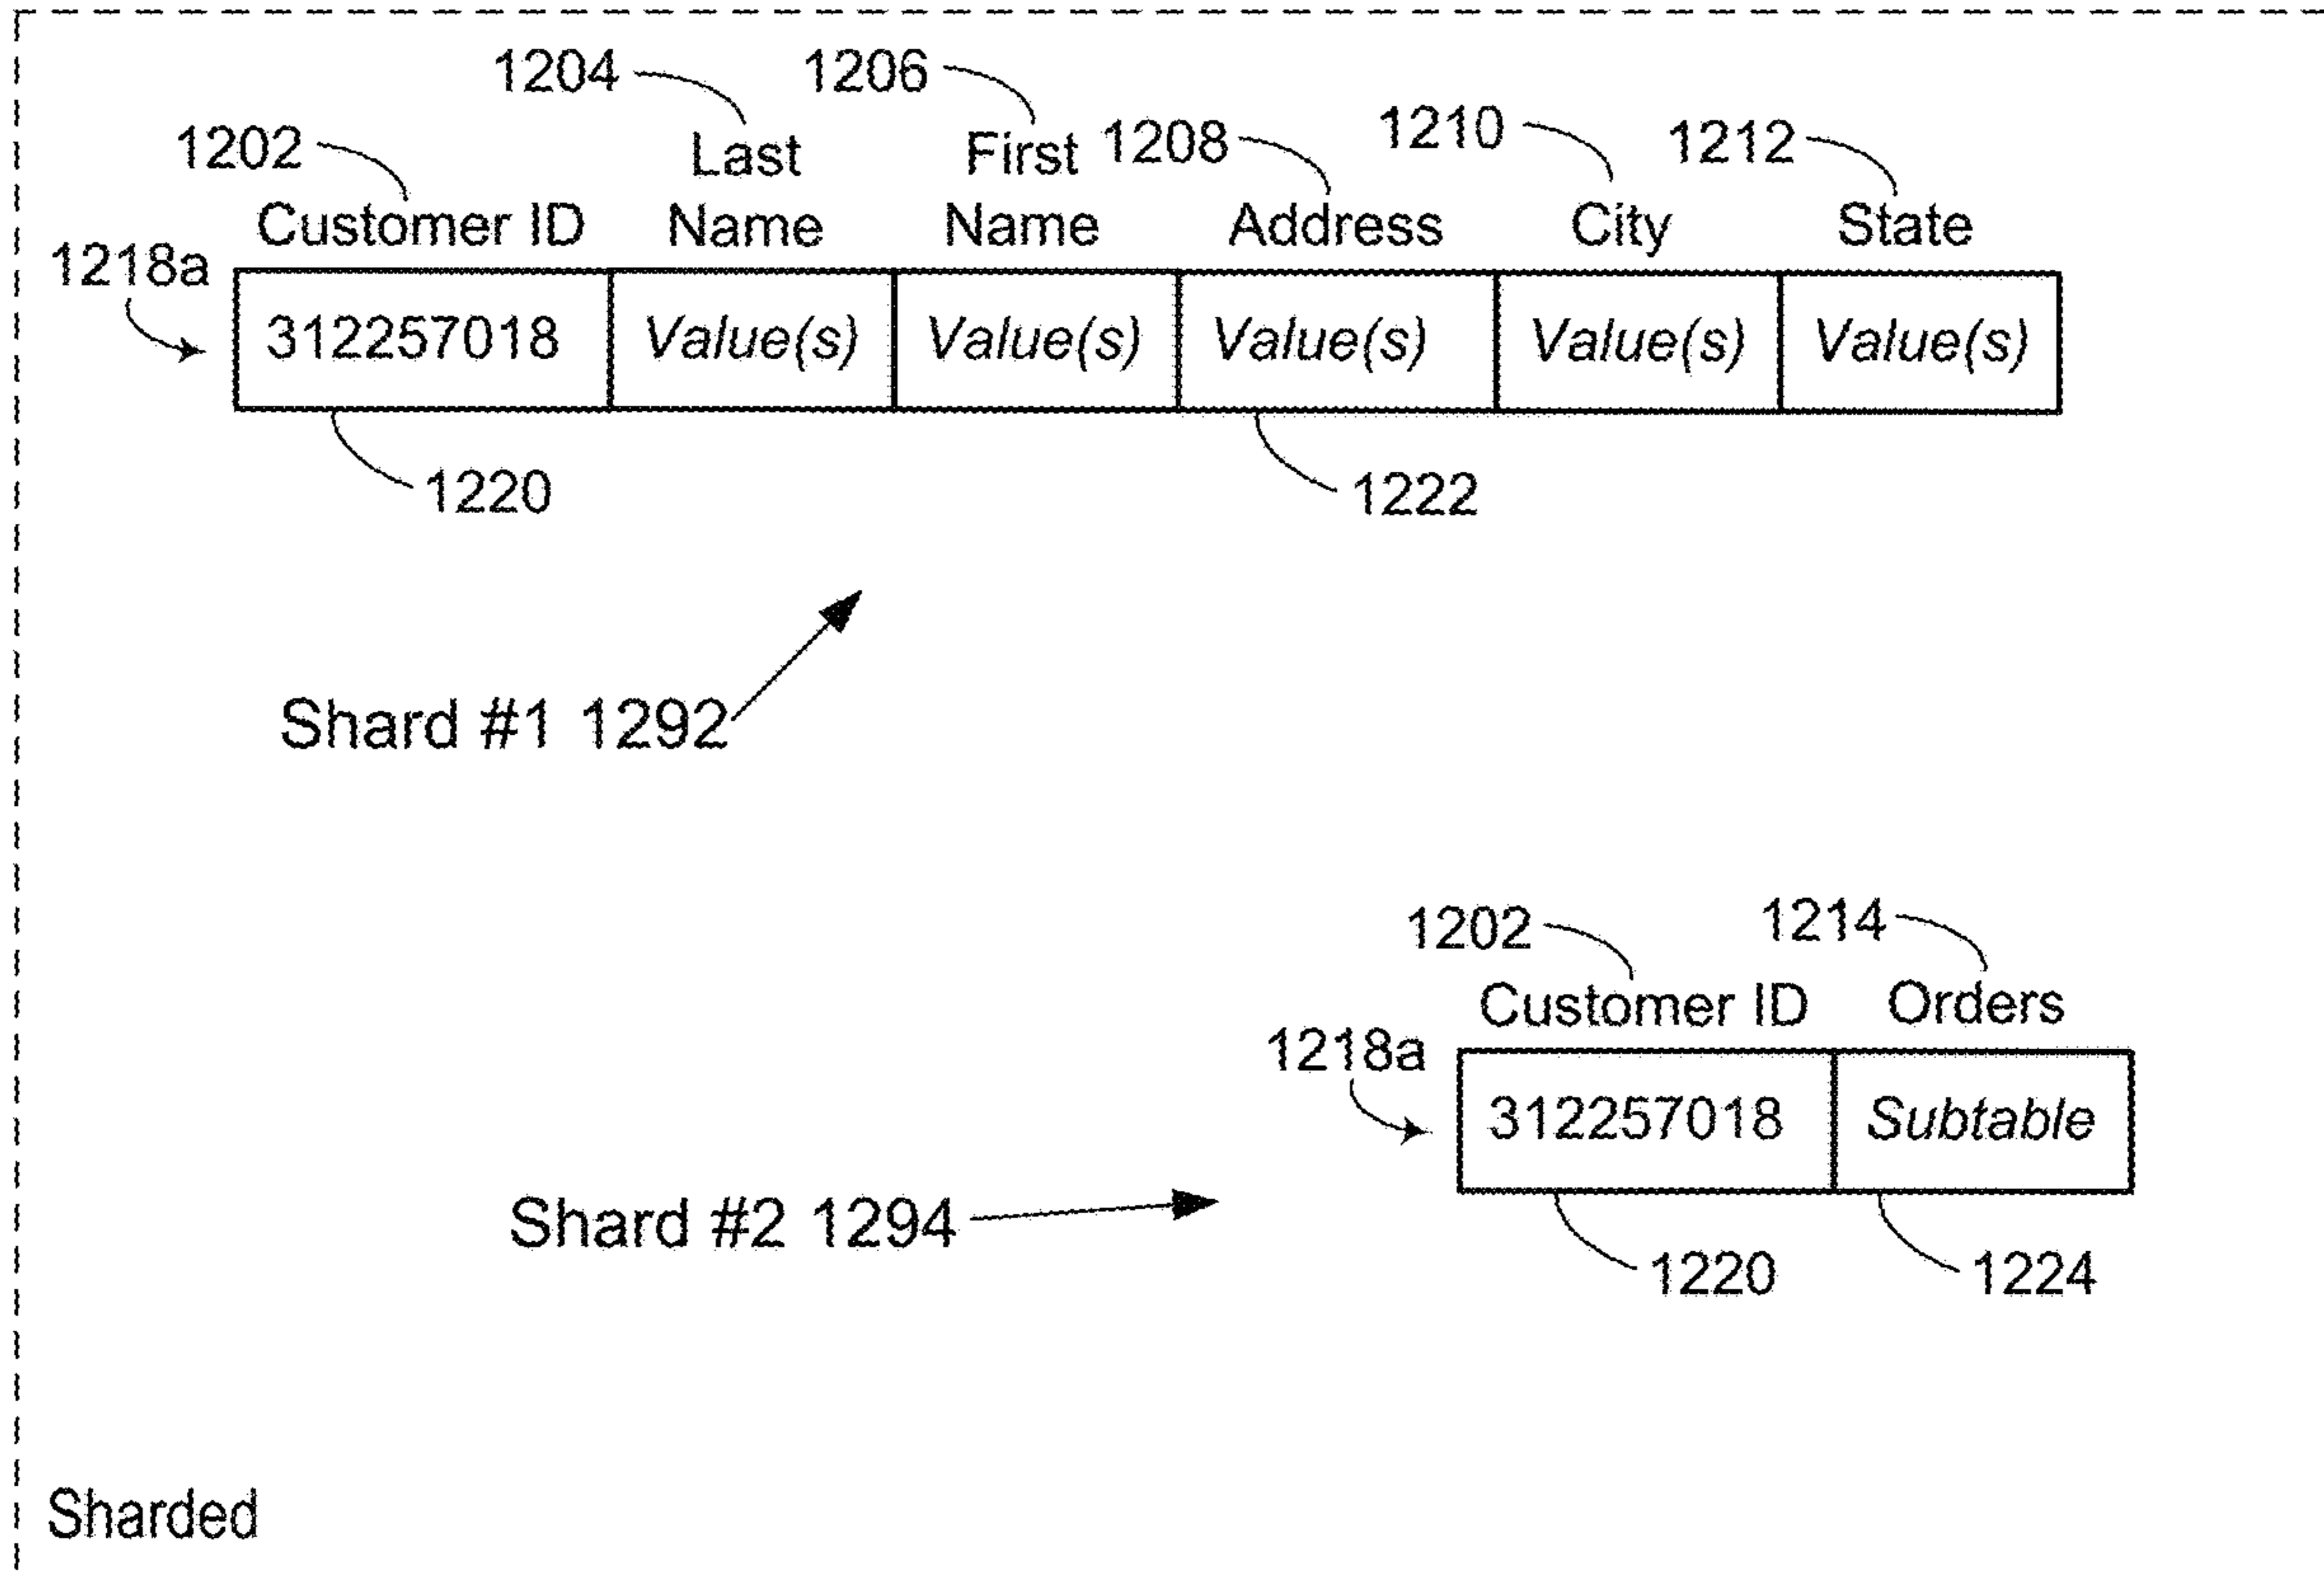 1204 1206
1202 Last First 1208 1210 1212
Customer ID Name Name Address City State
1218a
312257018 Value(s) Value(s) Value(s) Value(s) Value(s)
1220 1222
Shard #1 1292
1202 1214
Customer ID Orders
1218a
312257018 Subtable
Shard #2 1294
1220 1224
Sharded